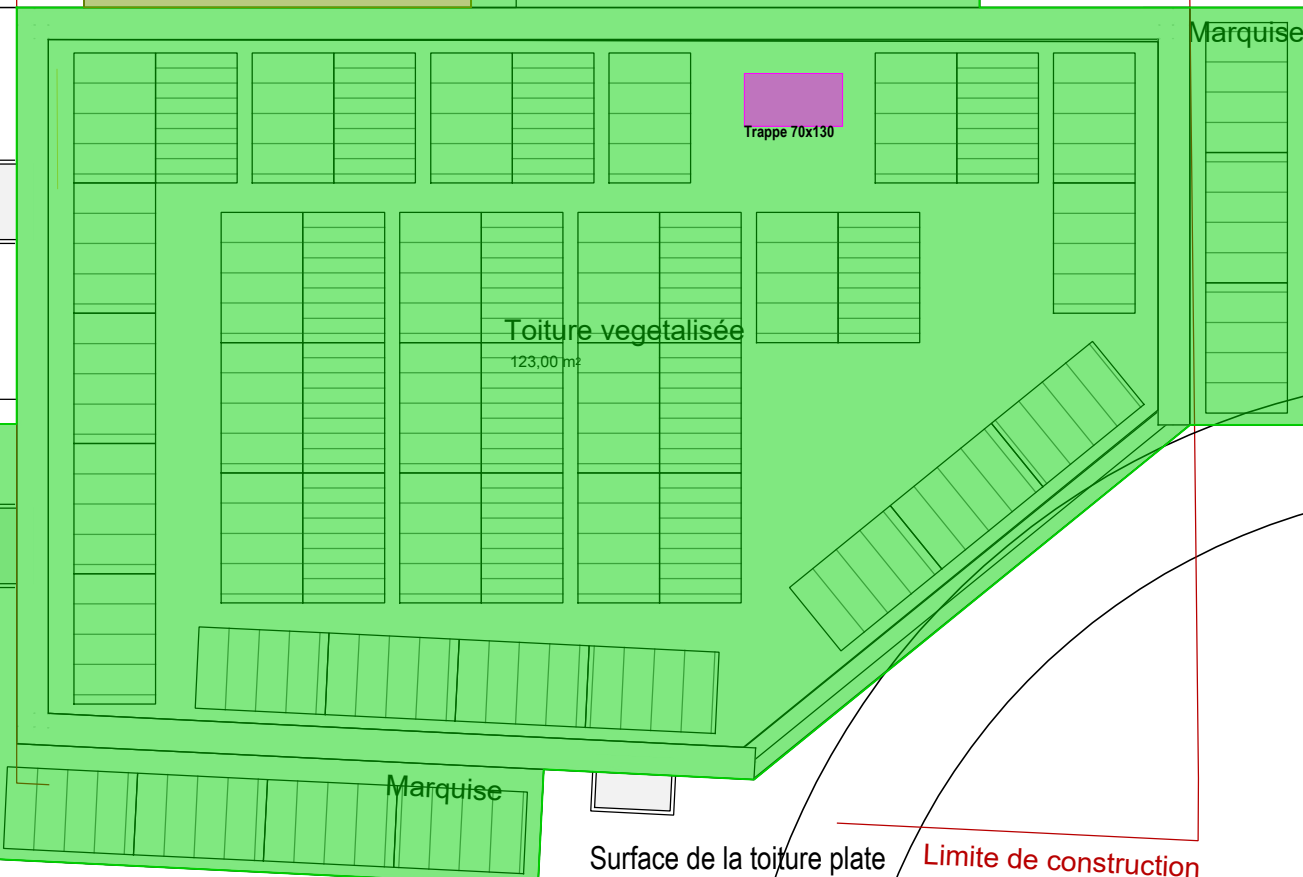 Marquise
Trappe 70x130
Toiture vegetalisée
123,00 m²
Marquise
Surface de la toiture plate
Limite de construction